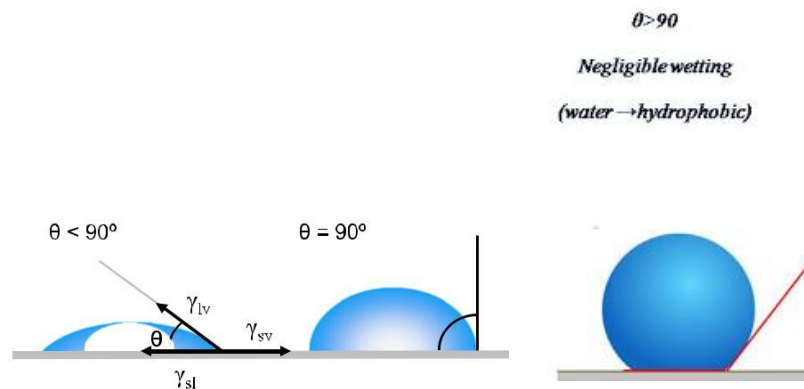 θ>90
Negligible wetting
(water →hydrophobic)
θ < 90º
θ = 90º
γlv
θ
γsv
γsl